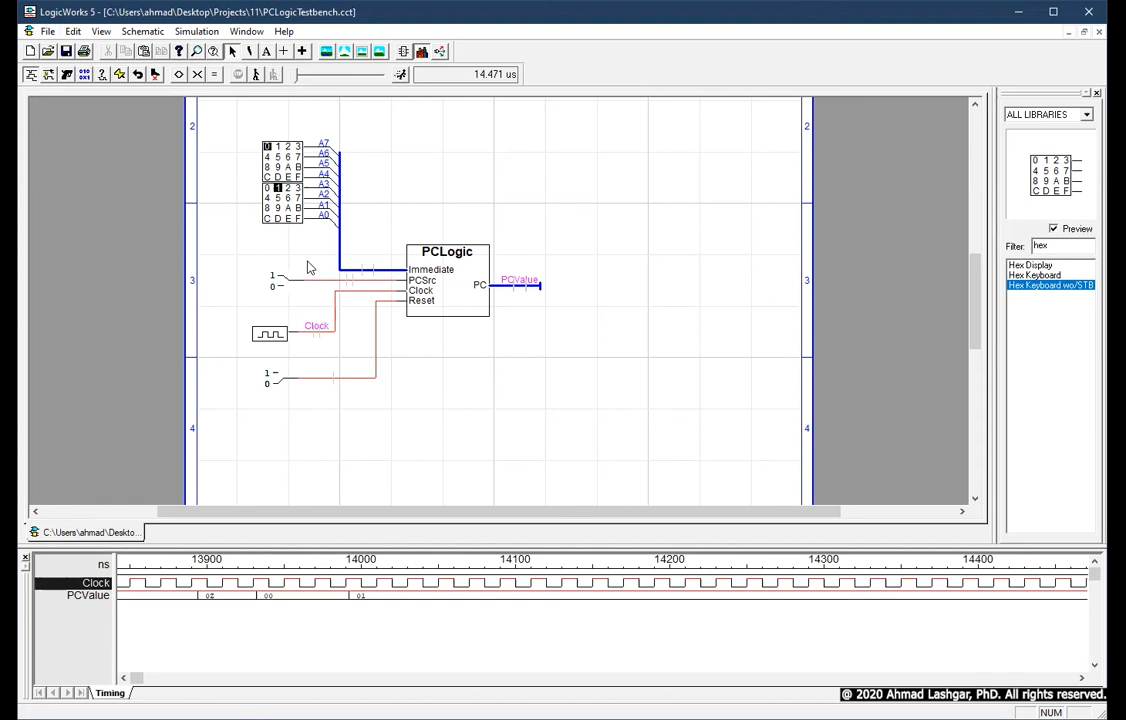 LogicWorks 5 - [C:\Users\ahmad\Desktop\Projects\11\PCLogicTestbench.cct]
File Edit View Schematic Simulation Window Help
14.471 us
ALL LIBRARIES
2
2
0 1 2 3
4 5 6 7
8 9 A B
C D E F
0 1 2 3
4 5 6 7
8 9 A B
C D E F
A7
A6
A5
A4
A3
A2
A1
A0
0 1 2 3
4 5 6 7
8 9 A B
C D E F
Preview
Filter: hex
Hex Display
Hex Keyboard
Hex Keyboard wo/STB
PCLogic
Immediate
PCSrc
Clock
Reset
PC
PCValue
3
3
1
0
Clock
1
0
4
4
C:\Users\ahmad\Deskto...
ns
13900 14000 14100 14200 14300 14400
Clock
PCValue
02 00 01
Timing
@ 2020 Ahmad Lashgar, PhD. All rights reserved.
NUM